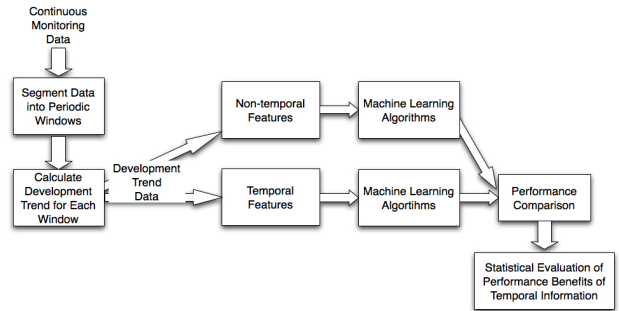 Continuous
Monitoring
Data
Segment Data
into Periodic
Windows
Calculate
Development
Trend for Each
Window
Development
Trend
Data
Non-temporal
Features
Machine Learning
Algorithms
Temporal
Features
Machine Learning
Algortihms
Performance
Comparison
Statistical Evaluation of
Performance Benefits of
Temporal Information